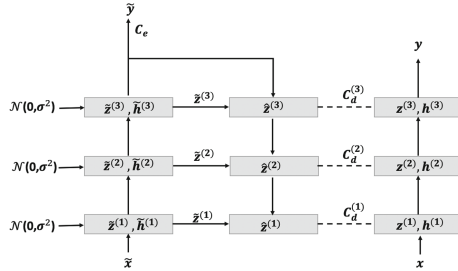 ỹ
C_e
y
z̃^(3)
C_d^(3)
𝒩(0,σ²)
z̃^(3), h̃^(3)
ẑ^(3)
z^(3), h^(3)
z̃^(2)
C_d^(2)
𝒩(0,σ²)
z̃^(2), h̃^(2)
ẑ^(2)
z^(2), h^(2)
z̃^(1)
C_d^(1)
𝒩(0,σ²)
z̃^(1), h̃^(1)
ẑ^(1)
z^(1), h^(1)
x̃
x